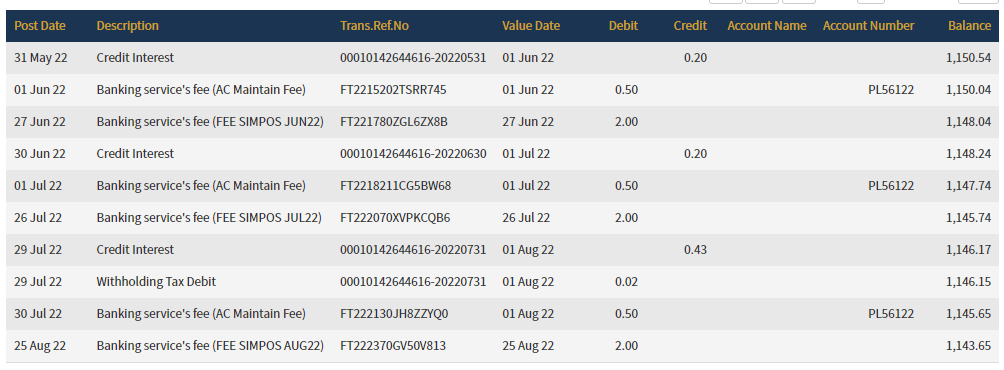 Post Date Description Trans.Ref.No Value Date Debit Credit Account Name Account Number Balance
31 May 22 Credit Interest 00010142644616-20220531 01 Jun 22 0.20 1,150.54
01 Jun 22 Banking service's fee (AC Maintain Fee) FT2215202TSRR745 01 Jun 22 0.50 PL56122 1,150.04
27 Jun 22 Banking service's fee (FEE SIMPOS JUN22) FT221780ZGL6ZX8B 27 Jun 22 2.00 1,148.04
30 Jun 22 Credit Interest 00010142644616-20220630 01 Jul 22 0.20 1,148.24
01 Jul 22 Banking service's fee (AC Maintain Fee) FT2218211CG5BW68 01 Jul 22 0.50 PL56122 1,147.74
26 Jul 22 Banking service's fee (FEE SIMPOS JUL22) FT222070XVPKCQB6 26 Jul 22 2.00 1,145.74
29 Jul 22 Credit Interest 00010142644616-20220731 01 Aug 22 0.43 1,146.17
29 Jul 22 Withholding Tax Debit 00010142644616-20220731 01 Aug 22 0.02 1,146.15
30 Jul 22 Banking service's fee (AC Maintain Fee) FT222130JH8ZZYQ0 01 Aug 22 0.50 PL56122 1,145.65
25 Aug 22 Banking service's fee (FEE SIMPOS AUG22) FT222370GV50V813 25 Aug 22 2.00 1,143.65